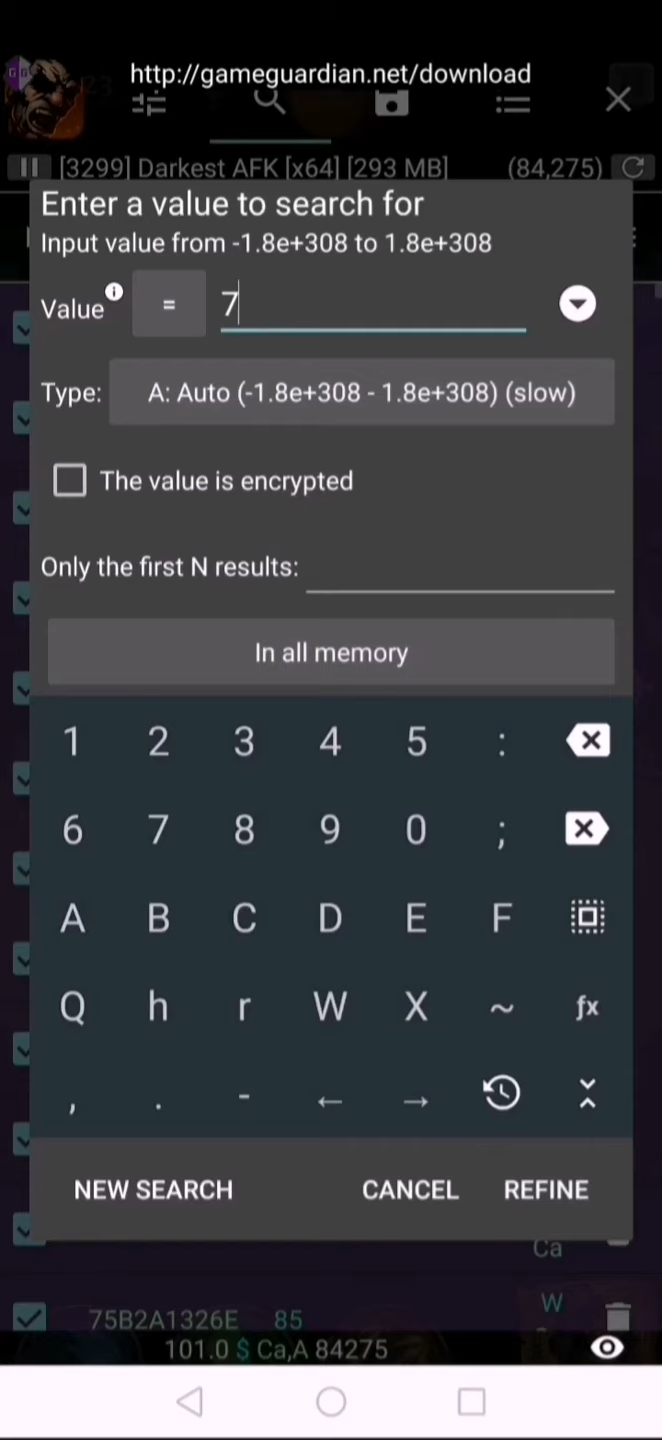 http://gameguardian.net/download
[3299] Darkest AFK [x64] [293 MB] (84,275)
Enter a value to search for
Input value from -1.8e+308 to 1.8e+308
Value i = 7
Type: A: Auto (-1.8e+308 - 1.8e+308) (slow)
The value is encrypted
Only the first N results:
In all memory
1 2 3 4 5 :
6 7 8 9 0 ;
A B C D E F
Q h r W X ~ fx
, . - ← →
NEW SEARCH CANCEL REFINE
Ca
75B2A1326E 85 W
101.0 $ Ca,A 84275